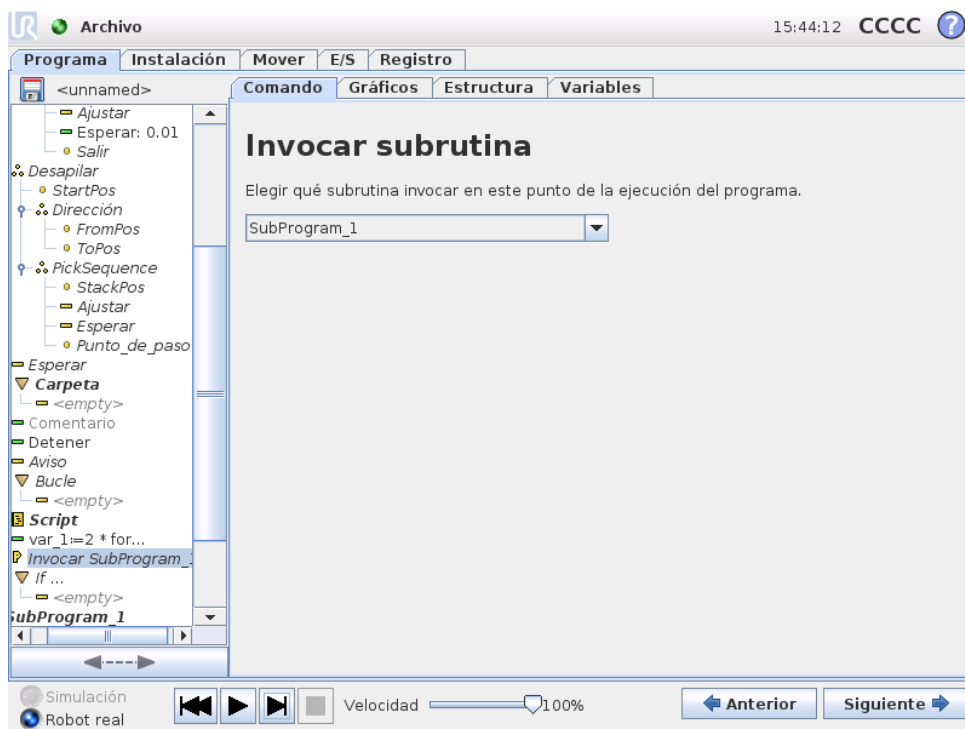 UR Archivo 15:44:12 CCCC ?
Programa Instalación Mover E/S Registro
<unnamed>
Comando Gráficos Estructura Variables
Ajustar
Esperar: 0.01
Salir
Desapilar
StartPos
Dirección
FromPos
ToPos
PickSequence
StackPos
Ajustar
Esperar
Punto_de_paso
Esperar
Carpeta
<empty>
Comentario
Detener
Aviso
Bucle
<empty>
Script
var_1:=2 * for...
Invocar SubProgram_1
If ...
<empty>
SubProgram_1
Invocar subrutina
Elegir qué subrutina invocar en este punto de la ejecución del programa.
SubProgram_1
Simulación
Robot real
Velocidad 100%
Anterior Siguiente